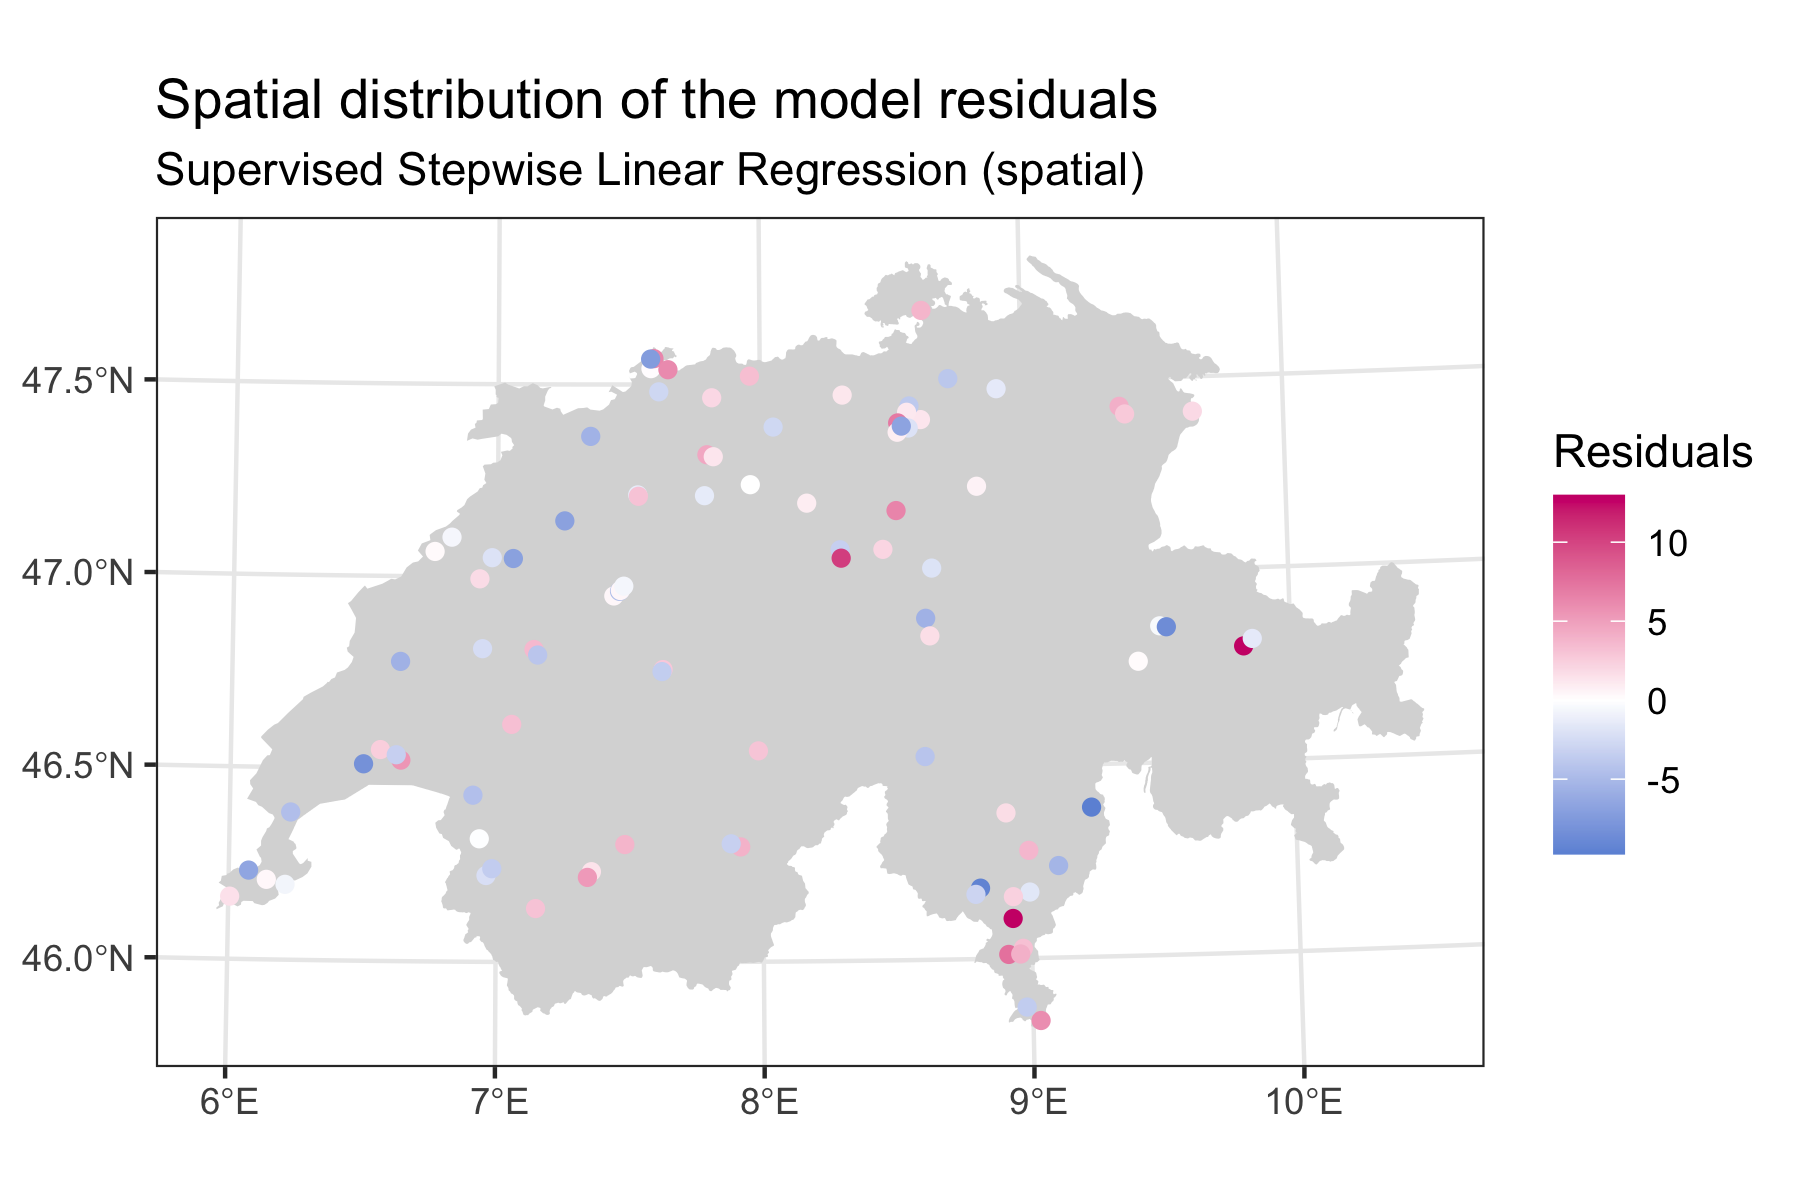 Spatial distribution of the model residuals
Supervised Stepwise Linear Regression (spatial)
47.5°N
47.0°N
46.5°N
46.0°N
6°E
7°E
8°E
9°E
10°E
Residuals
10
5
0
-5